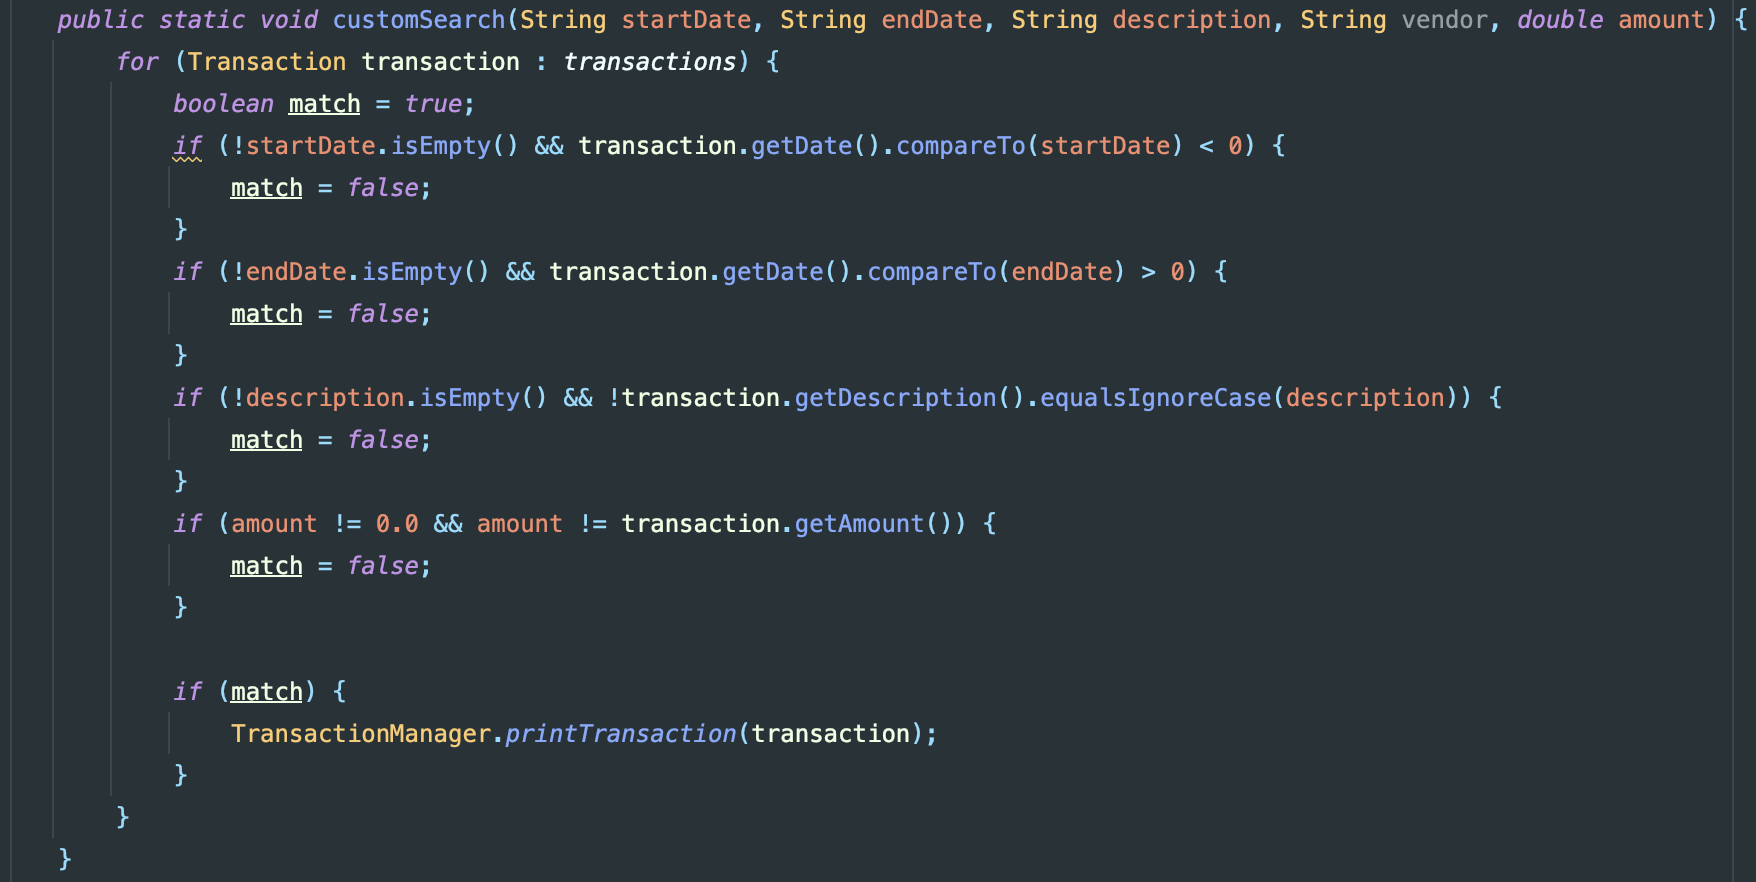 public static void customSearch(String startDate, String endDate, String description, String vendor, double amount) {
for (Transaction transaction : transactions) {
boolean match = true;
if (!startDate.isEmpty() && transaction.getDate().compareTo(startDate) < 0) {
match = false;
}
if (!endDate.isEmpty() && transaction.getDate().compareTo(endDate) > 0) {
match = false;
}
if (!description.isEmpty() && !transaction.getDescription().equalsIgnoreCase(description)) {
match = false;
}
if (amount != 0.0 && amount != transaction.getAmount()) {
match = false;
}
if (match) {
TransactionManager.printTransaction(transaction);
}
}
}